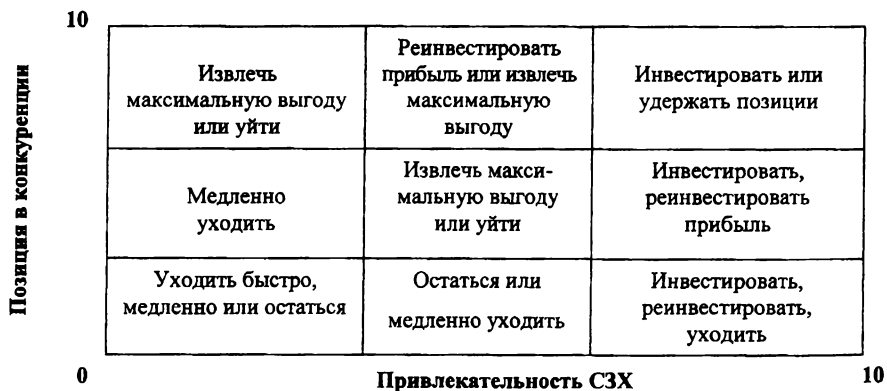 10
Позиция в конкуренции
Извлечь
максимальную выгоду
или уйти
Реинвестировать
прибыль или извлечь
максимальную
выгоду
Инвестировать или
удержать позиции
Медленно
уходить
Извлечь макси-
мальную выгоду
или уйти
Инвестировать,
реинвестировать
прибыль
Уходить быстро,
медленно или остаться
Остаться или
медленно уходить
Инвестировать,
реинвестировать,
уходить
0
Привлекательность СЗХ
10